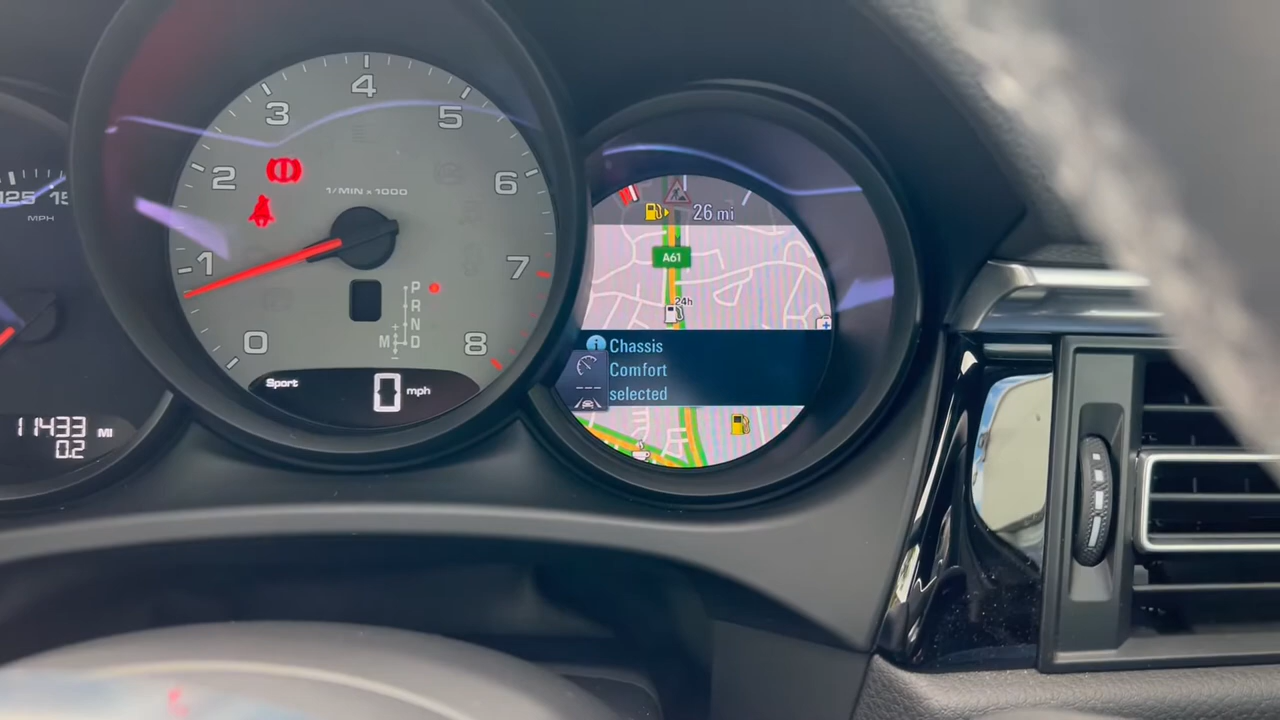 125
MPH
11433 MI
0.2
0
1
2
3
4
5
6
7
8
1/MIN x 1000
P
R
N
M + D
-
Sport
0 mph
26 mi
A61
24h
i Chassis
Comfort
selected
---